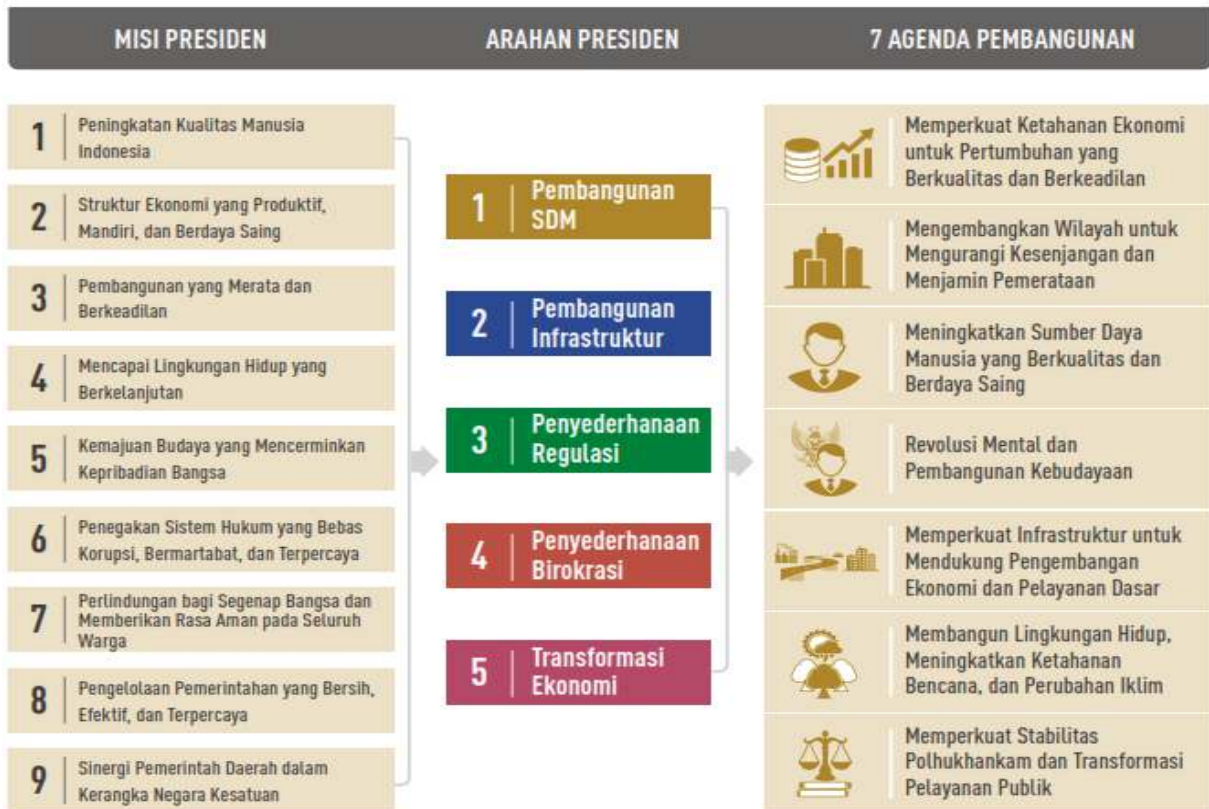 MISI PRESIDEN
ARAHAN PRESIDEN
7 AGENDA PEMBANGUNAN
1
Peningkatan Kualitas Manusia
Indonesia
2
Struktur Ekonomi yang Produktif,
Mandiri, dan Berdaya Saing
3
Pembangunan yang Merata dan
Berkeadilan
4
Mencapai Lingkungan Hidup yang
Berkelanjutan
5
Kemajuan Budaya yang Mencerminkan
Kepribadian Bangsa
6
Penegakan Sistem Hukum yang Bebas
Korupsi, Bermartabat, dan Terpercaya
7
Perlindungan bagi Segenap Bangsa dan
Memberikan Rasa Aman pada Seluruh
Warga
8
Pengelolaan Pemerintahan yang Bersih,
Efektif, dan Terpercaya
9
Sinergi Pemerintah Daerah dalam
Kerangka Negara Kesatuan
1
Pembangunan
SDM
2
Pembangunan
Infrastruktur
3
Penyederhanaan
Regulasi
4
Penyederhanaan
Birokrasi
5
Transformasi
Ekonomi
Memperkuat Ketahanan Ekonomi
untuk Pertumbuhan yang
Berkualitas dan Berkeadilan
Mengembangkan Wilayah untuk
Mengurangi Kesenjangan dan
Menjamin Pemerataan
Meningkatkan Sumber Daya
Manusia yang Berkualitas dan
Berdaya Saing
Revolusi Mental dan
Pembangunan Kebudayaan
Memperkuat Infrastruktur untuk
Mendukung Pengembangan
Ekonomi dan Pelayanan Dasar
Membangun Lingkungan Hidup,
Meningkatkan Ketahanan
Bencana, dan Perubahan Iklim
Memperkuat Stabilitas
Polhukhankam dan Transformasi
Pelayanan Publik